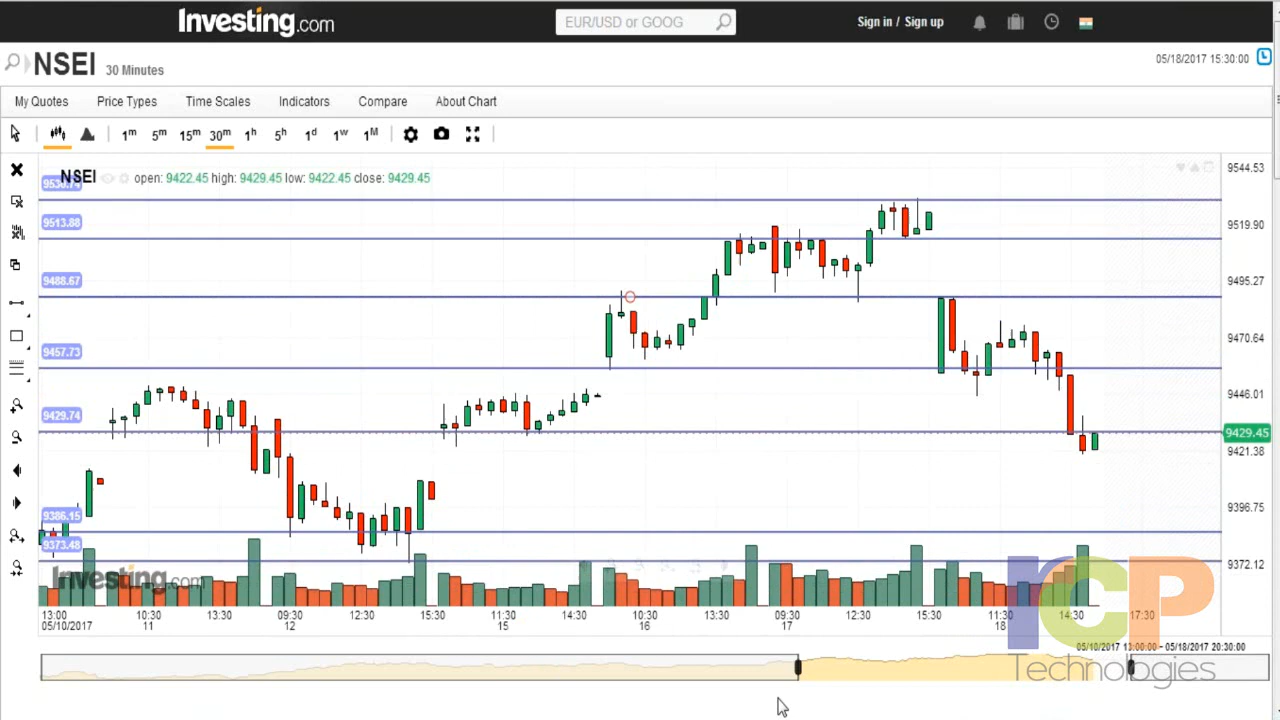 Investing.com
EUR/USD or GOOG
Sign in / Sign up
NSEI 30 Minutes
05/18/2017 15:30:00
My Quotes Price Types Time Scales Indicators Compare About Chart
1m 5m 15m 30m 1h 5h 1d 1w 1M
NSEI open: 9422.45 high: 9429.45 low: 9422.45 close: 9429.45
9544.53
9513.88
9519.90
9488.67
9495.27
9470.64
9457.73
9446.01
9429.74
9429.45
9421.38
9396.75
9386.15
9373.48
9372.12
Investing.com
13:00 10:30 13:30 09:30 12:30 15:30 11:30 14:30 10:30 13:30 09:30 12:30 15:30 11:30 14:30 17:30
05/10/2017 11 12 15 16 17 18
rCP
Technologies
05/18/2017 20:30:00